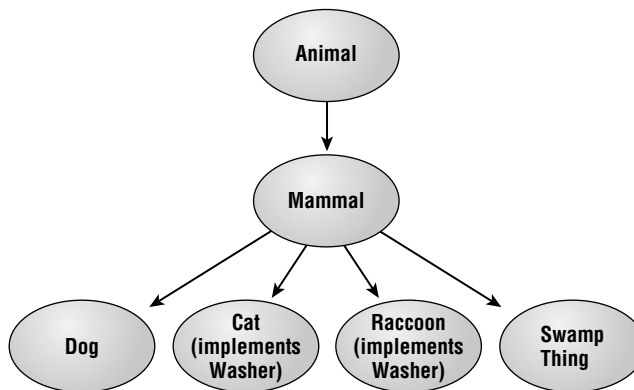 Animal
Mammal
Dog
Cat
(implements
Washer)
Raccoon
(implements
Washer)
Swamp
Thing